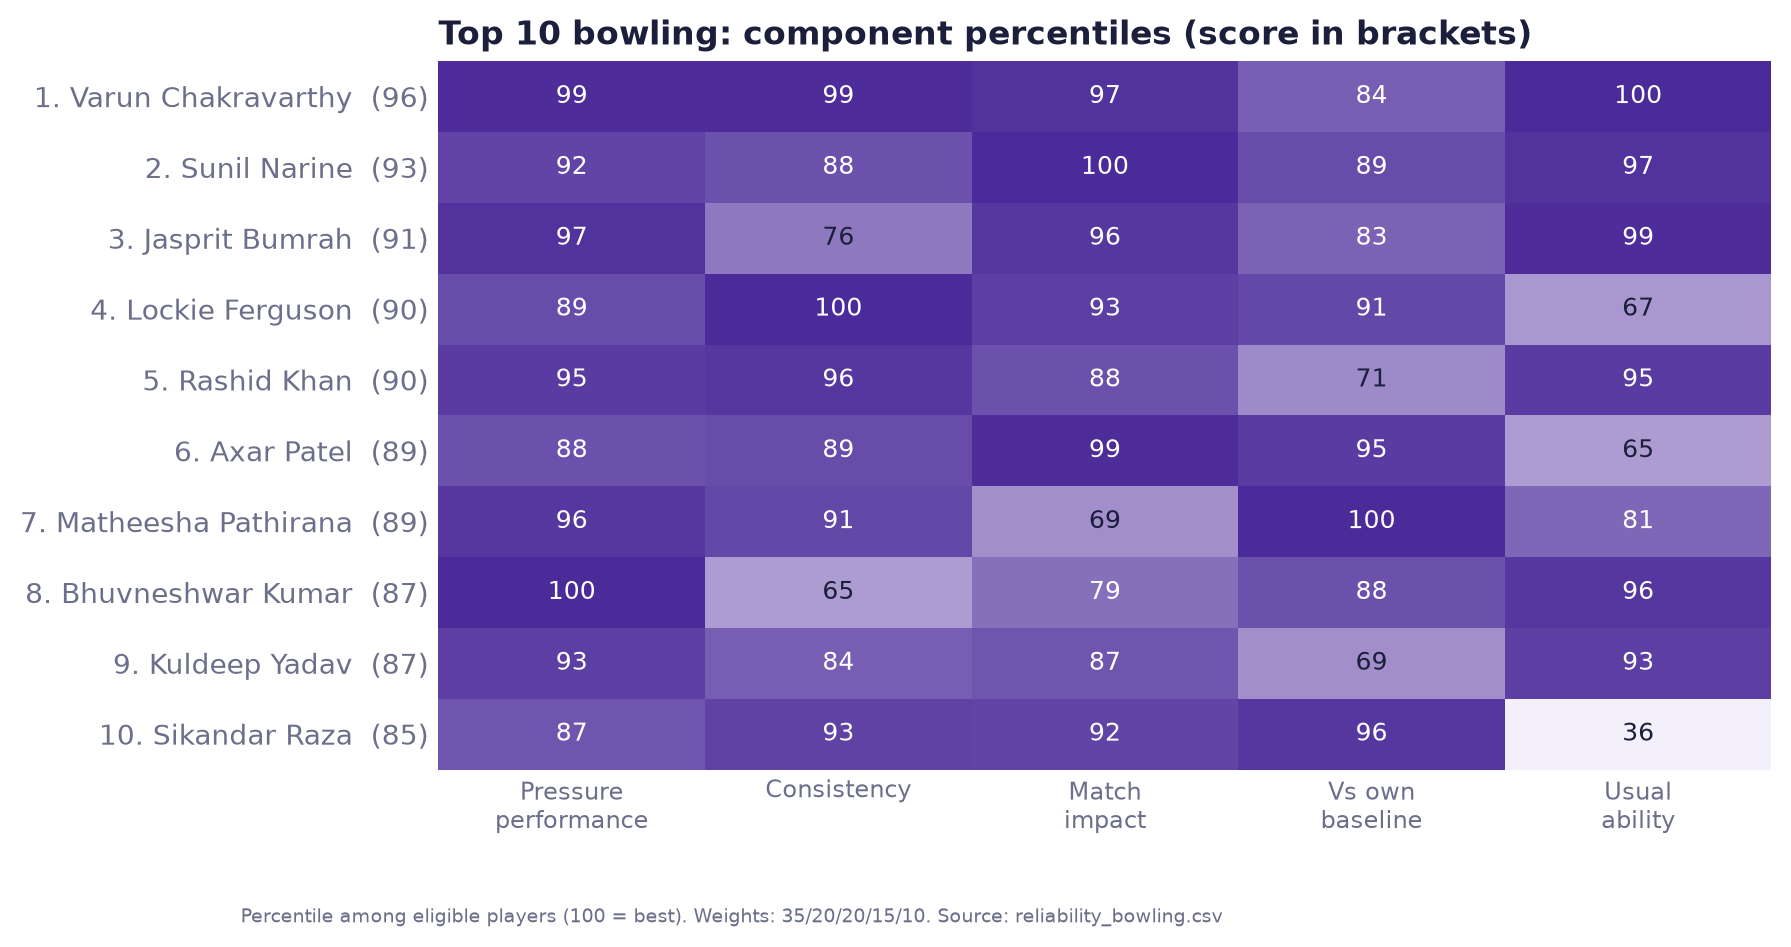 Top 10 bowling: component percentiles (score in brackets)
1. Varun Chakravarthy (96) 99 99 97 84 100
2. Sunil Narine (93) 92 88 100 89 97
3. Jasprit Bumrah (91) 97 76 96 83 99
4. Lockie Ferguson (90) 89 100 93 91 67
5. Rashid Khan (90) 95 96 88 71 95
6. Axar Patel (89) 88 89 99 95 65
7. Matheesha Pathirana (89) 96 91 69 100 81
8. Bhuvneshwar Kumar (87) 100 65 79 88 96
9. Kuldeep Yadav (87) 93 84 87 69 93
10. Sikandar Raza (85) 87 93 92 96 36
Pressure Consistency Match Vs own Usual
performance impact baseline ability
Percentile among eligible players (100 = best). Weights: 35/20/20/15/10. Source: reliability_bowling.csv